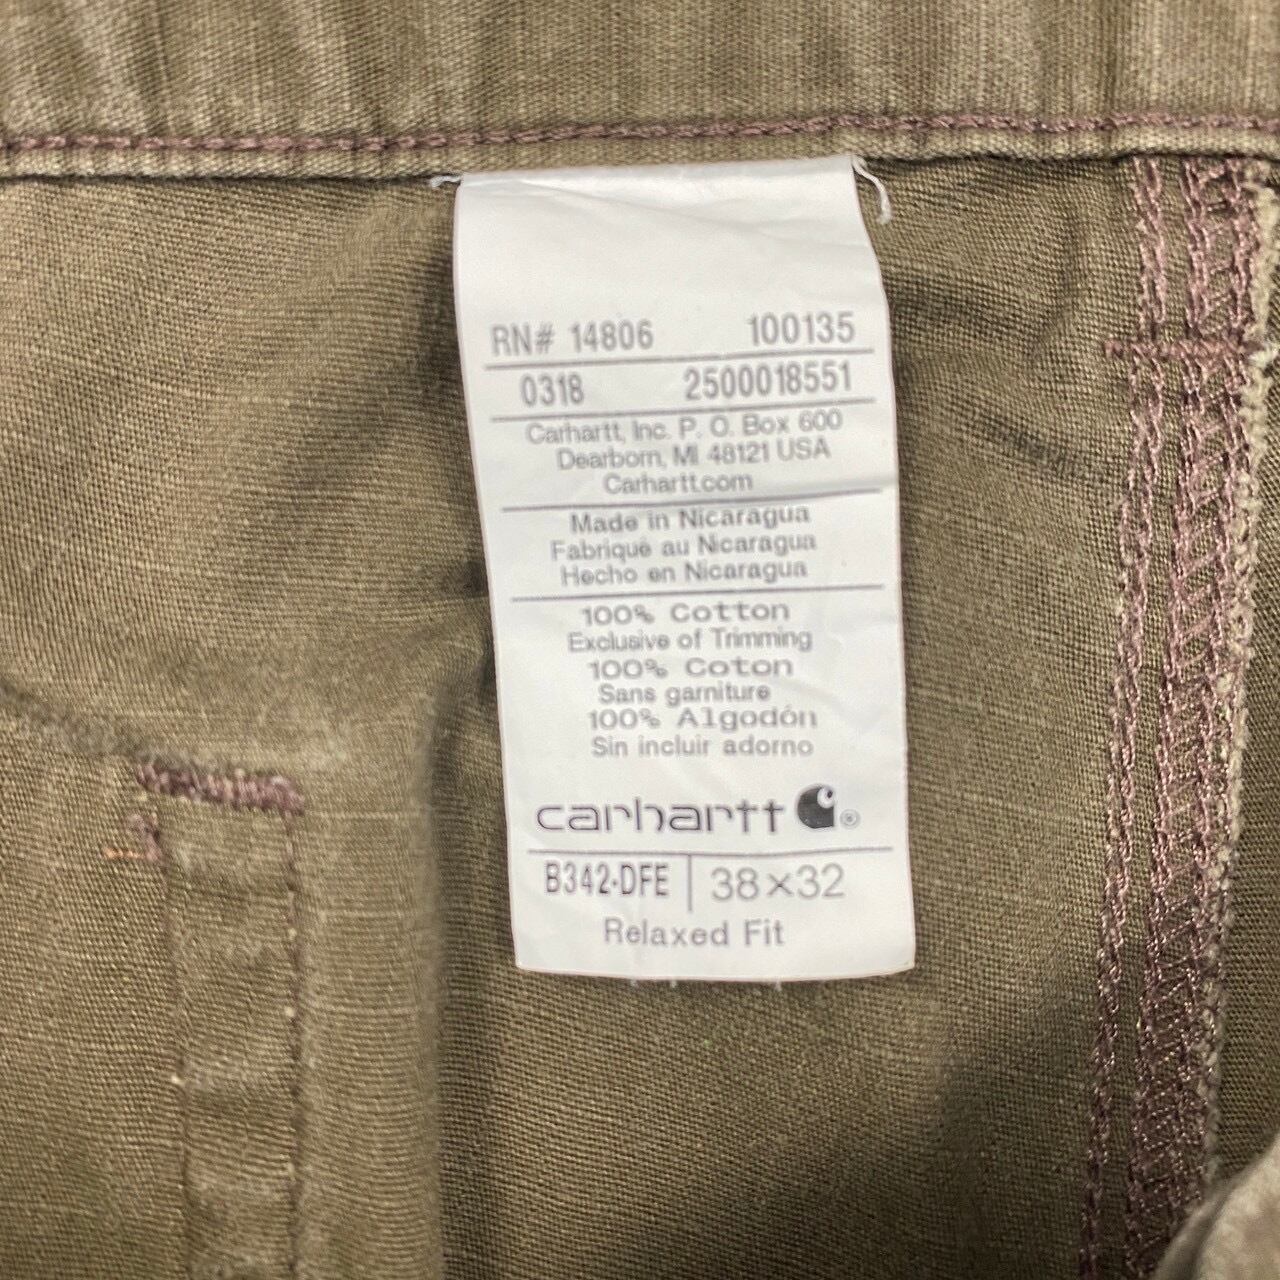 RN# 14806 100135
0318 2500018551
Carhartt, Inc. P. O. Box 600
Dearborn, MI 48121 USA
Carhartt.com
Made in Nicaragua
Fabriqué au Nicaragua
Hecho en Nicaragua
100% Cotton
Exclusive of Trimming
100% Coton
Sans garniture
100% Algodón
Sin incluir adorno
carhartt ®
B342-DFE 38×32
Relaxed Fit